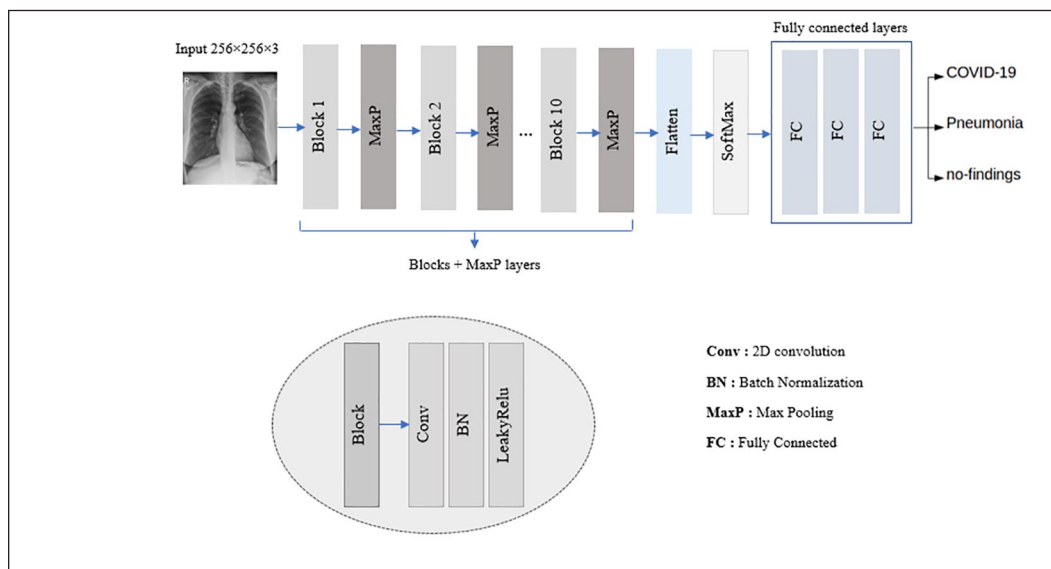 Fully connected layers
Input 256×256×3
R
Block 1
MaxP
Block 2
MaxP
...
Block 10
MaxP
Flatten
SoftMax
FC
FC
FC
COVID-19
Pneumonia
no-findings
Blocks + MaxP layers
Block
Conv
BN
LeakyRelu
Conv : 2D convolution
BN : Batch Normalization
MaxP : Max Pooling
FC : Fully Connected